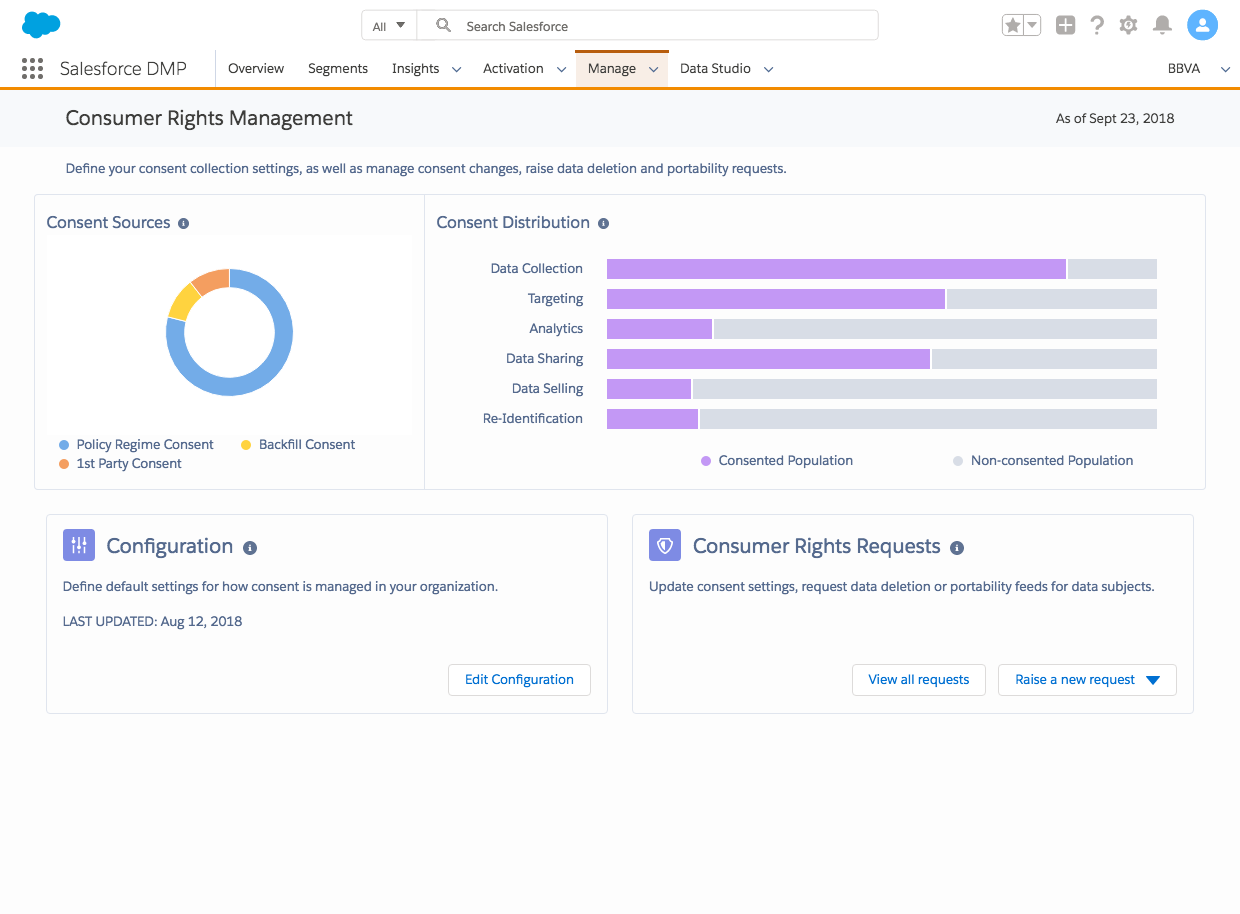 All
Search Salesforce
Salesforce DMP
Overview
Segments
Insights
Activation
Manage
Data Studio
BBVA
Consumer Rights Management
As of Sept 23, 2018
Define your consent collection settings, as well as manage consent changes, raise data deletion and portability requests.
Consent Sources
Policy Regime Consent
Backfill Consent
1st Party Consent
Consent Distribution
Data Collection
Targeting
Analytics
Data Sharing
Data Selling
Re-Identification
Consented Population
Non-consented Population
Configuration
Define default settings for how consent is managed in your organization.
LAST UPDATED: Aug 12, 2018
Edit Configuration
Consumer Rights Requests
Update consent settings, request data deletion or portability feeds for data subjects.
View all requests
Raise a new request